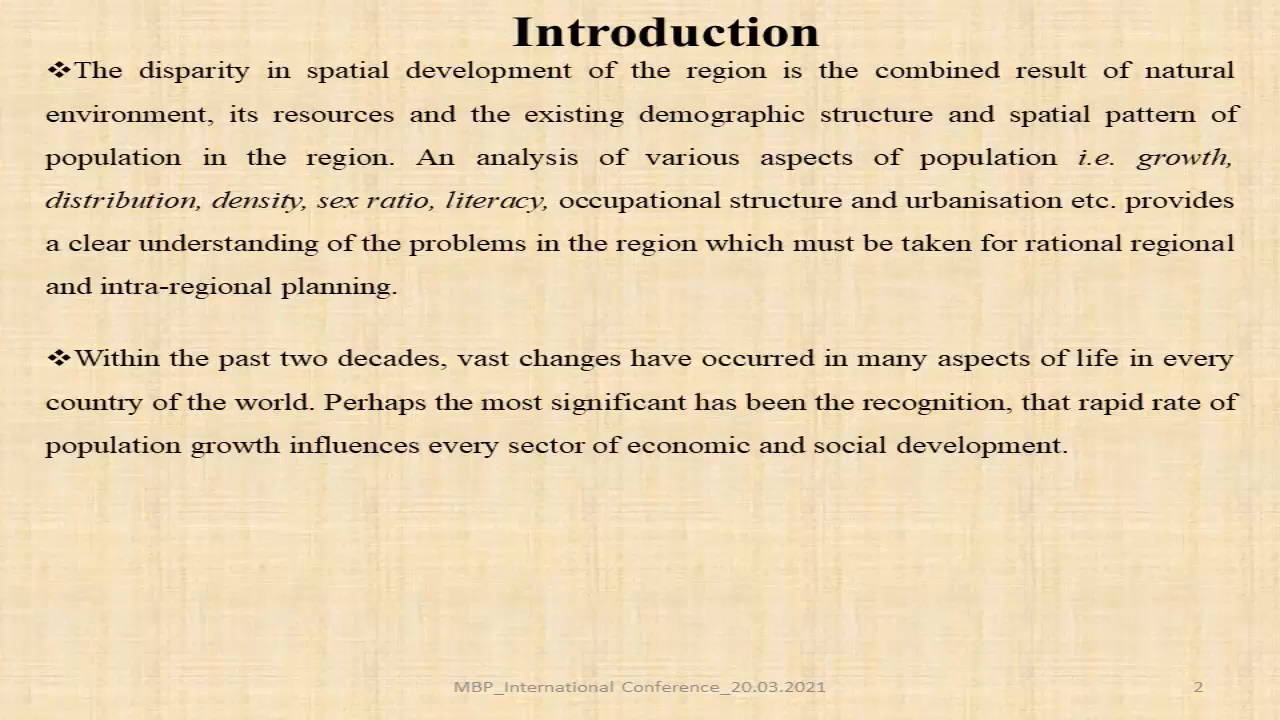 Introduction
❖The disparity in spatial development of the region is the combined result of natural
environment, its resources and the existing demographic structure and spatial pattern of
population in the region. An analysis of various aspects of population i.e. growth,
distribution, density, sex ratio, literacy, occupational structure and urbanisation etc. provides
a clear understanding of the problems in the region which must be taken for rational regional
and intra-regional planning.
❖Within the past two decades, vast changes have occurred in many aspects of life in every
country of the world. Perhaps the most significant has been the recognition, that rapid rate of
population growth influences every sector of economic and social development.
MBP_International Conference_20.03.2021
2